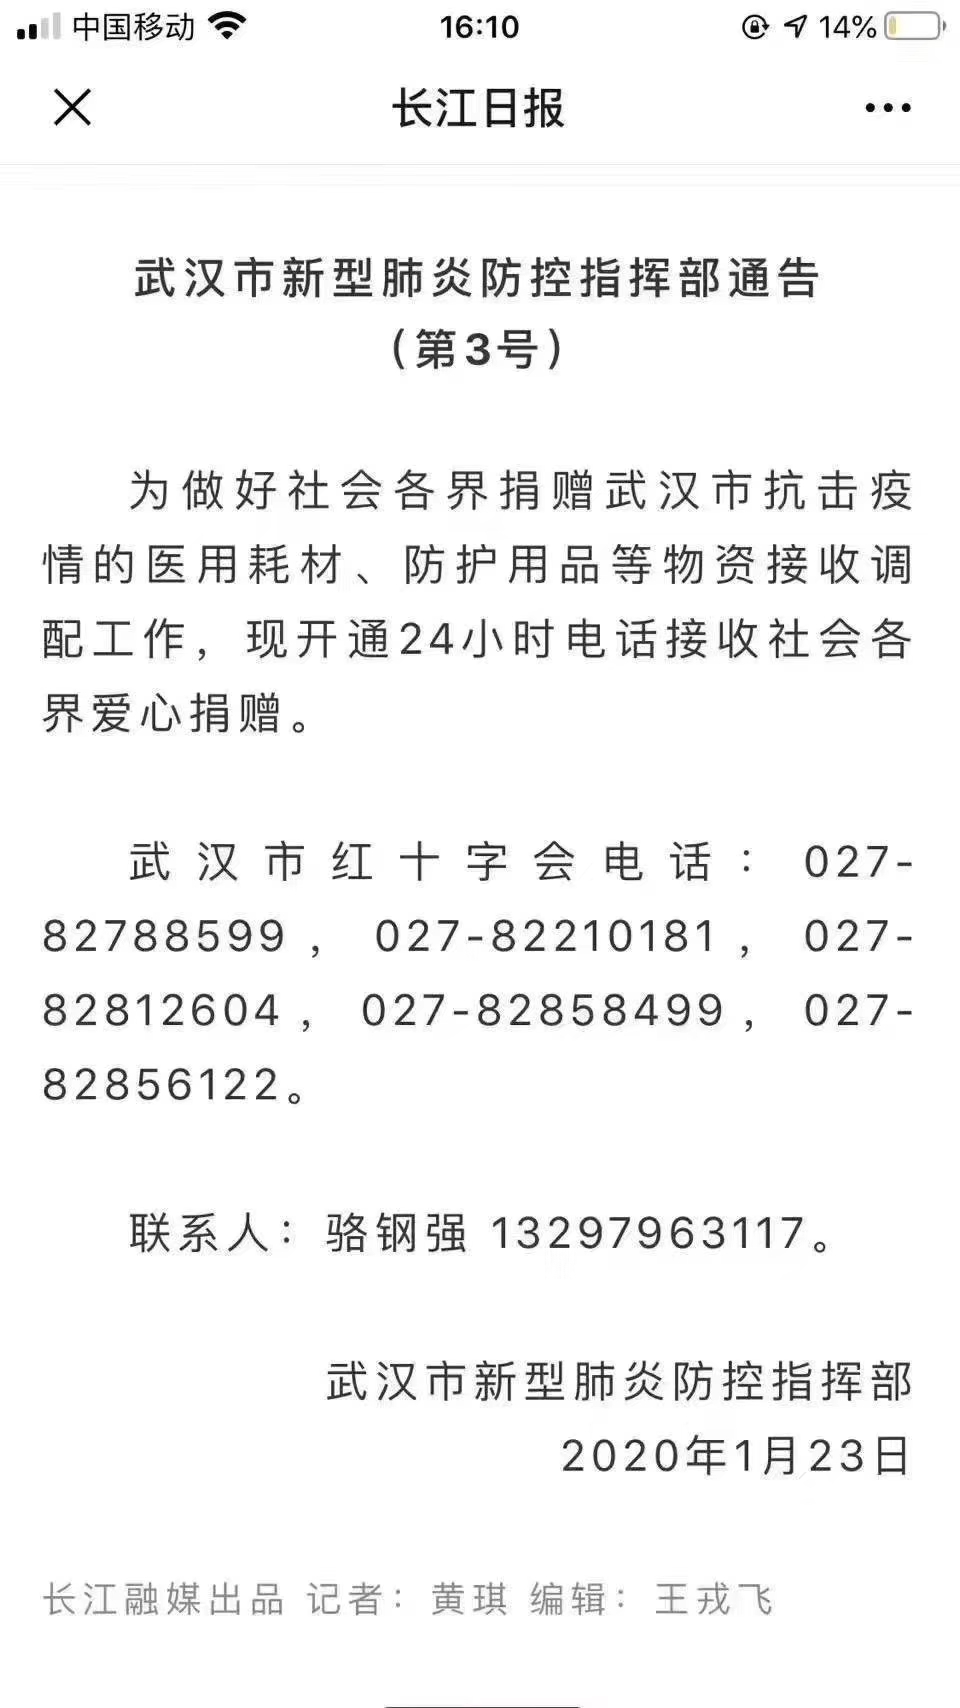 中国移动 16:10 14%
长江日报
武汉市新型肺炎防控指挥部通告
（第3号）
为做好社会各界捐赠武汉市抗击疫
情的医用耗材、防护用品等物资接收调
配工作，现开通24小时电话接收社会各
界爱心捐赠。
武汉市红十字会电话：027-
82788599，027-82210181，027-
82812604，027-82858499，027-
82856122。
联系人：骆钢强 13297963117。
武汉市新型肺炎防控指挥部
2020年1月23日
长江融媒出品 记者：黄琪 编辑：王戎飞